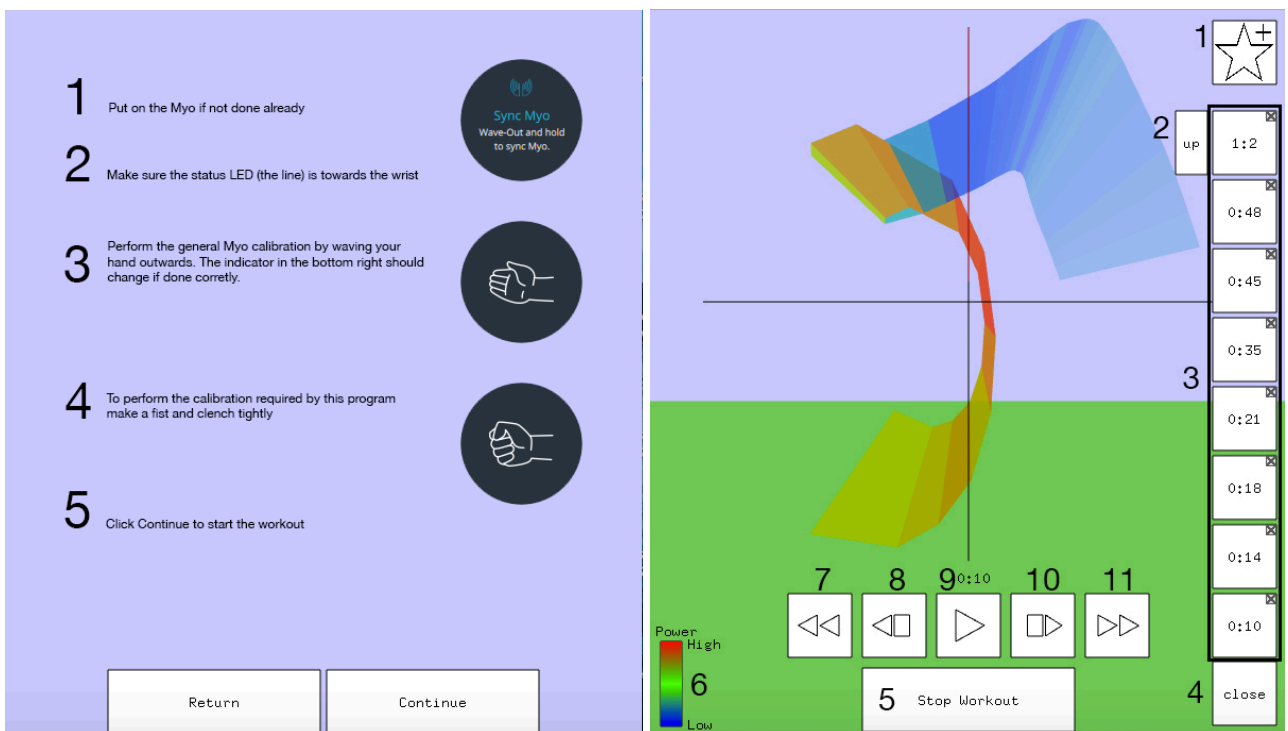 1
Put on the Myo if not done already
Sync Myo
Wave-Out and hold
to sync Myo.
2
Make sure the status LED (the line) is towards the wrist
3
Perform the general Myo calibration by waving your
hand outwards. The indicator in the bottom right should
change if done corretly.
4
To perform the calibration required by this program
make a fist and clench tightly
5
Click Continue to start the workout
Return
Continue
1
2
up
1:2
0:48
0:45
0:35
3
0:21
0:18
0:14
0:10
4
close
7
8
9
0:10
10
11
Power
High
6
Low
5
Stop Workout